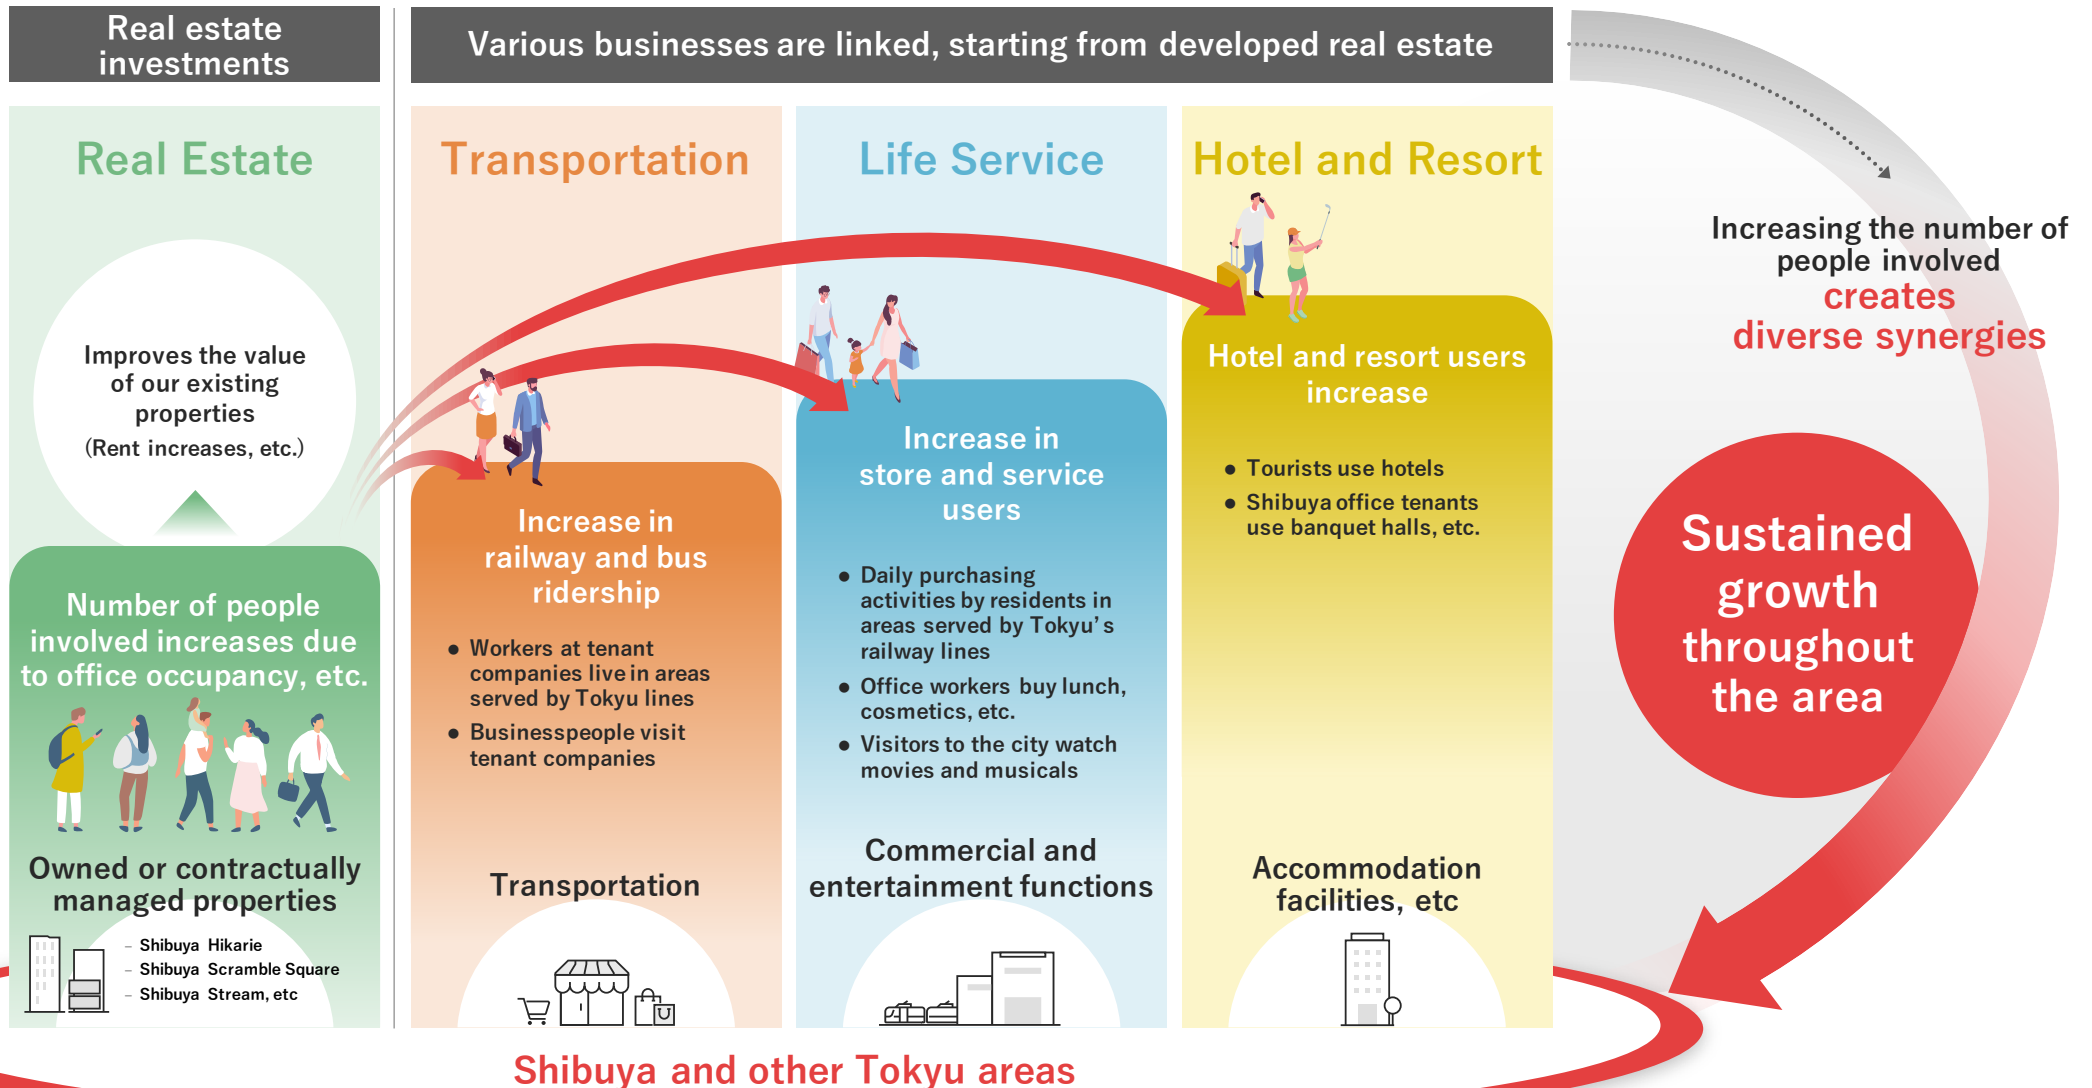 Real estate
investments
Various businesses are linked, starting from developed real estate
Real Estate
Improves the value
of our existing
properties
(Rent increases, etc.)
Number of people
involved increases due
to office occupancy, etc.
Owned or contractually
managed properties
– Shibuya Hikarie
– Shibuya Scramble Square
– Shibuya Stream, etc
Transportation
Increase in
railway and bus
ridership
● Workers at tenant
companies live in areas
served by Tokyu lines
● Businesspeople visit
tenant companies
Transportation
Life Service
Increase in
store and service
users
● Daily purchasing
activities by residents in
areas served by Tokyu’s
railway lines
● Office workers buy lunch,
cosmetics, etc.
● Visitors to the city watch
movies and musicals
Commercial and
entertainment functions
Hotel and Resort
Hotel and resort users
increase
● Tourists use hotels
● Shibuya office tenants
use banquet halls, etc.
Accommodation
facilities, etc
Increasing the number of
people involved
creates
diverse synergies
Sustained
growth
throughout
the area
Shibuya and other Tokyu areas